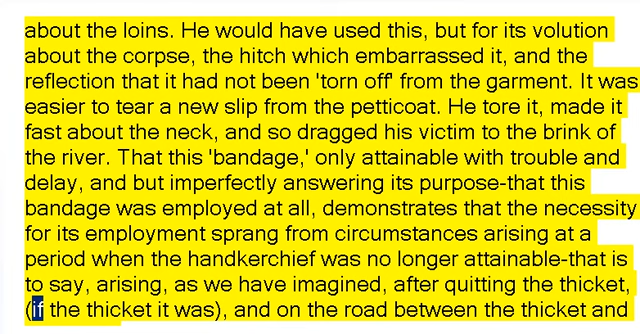 about the loins. He would have used this, but for its volution
about the corpse, the hitch which embarrassed it, and the
reflection that it had not been 'torn off' from the garment. It was
easier to tear a new slip from the petticoat. He tore it, made it
fast about the neck, and so dragged his victim to the brink of
the river. That this 'bandage,' only attainable with trouble and
delay, and but imperfectly answering its purpose-that this
bandage was employed at all, demonstrates that the necessity
for its employment sprang from circumstances arising at a
period when the handkerchief was no longer attainable-that is
to say, arising, as we have imagined, after quitting the thicket,
(if the thicket it was), and on the road between the thicket and